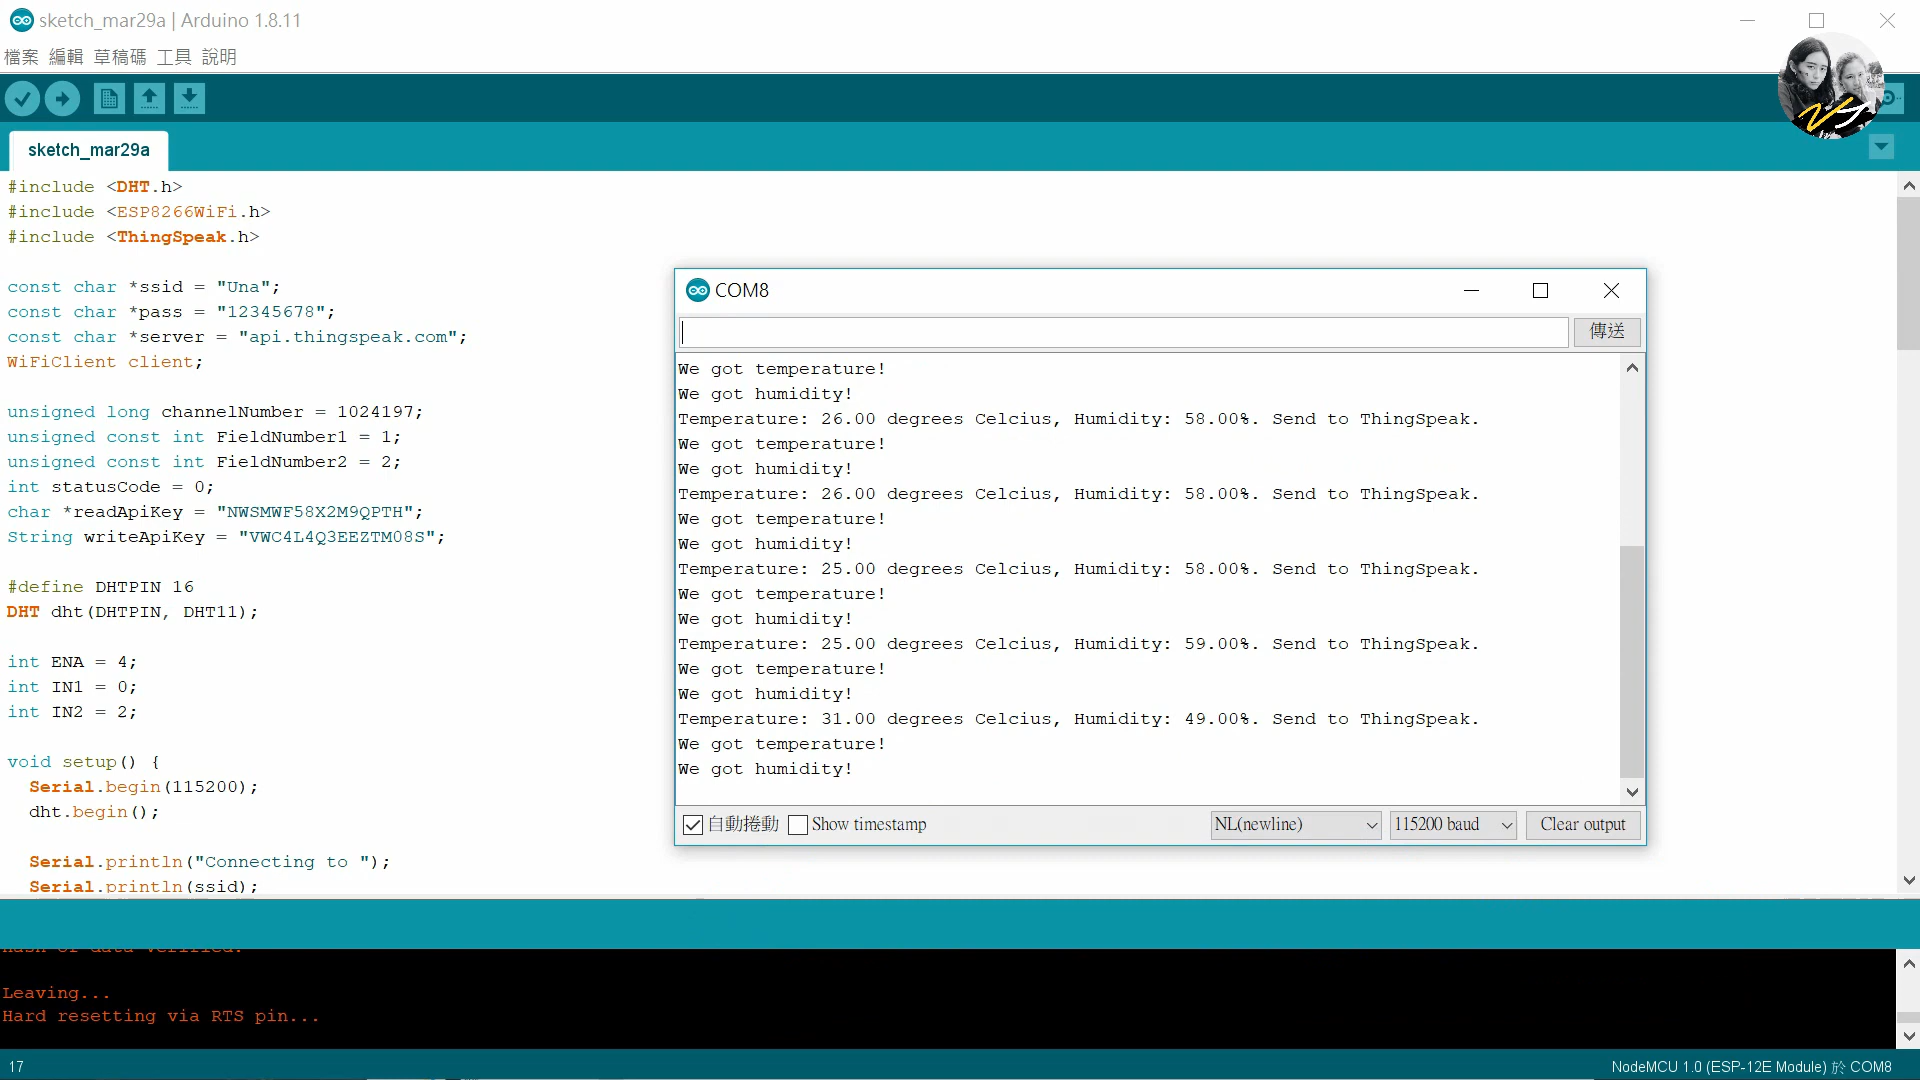 sketch_mar29a | Arduino 1.8.11
檔案 編輯 草稿碼 工具 說明
sketch_mar29a
#include <DHT.h>
#include <ESP8266WiFi.h>
#include <ThingSpeak.h>
const char *ssid = "Una";
const char *pass = "12345678";
const char *server = "api.thingspeak.com";
WiFiClient client;
unsigned long channelNumber = 1024197;
unsigned const int FieldNumber1 = 1;
unsigned const int FieldNumber2 = 2;
int statusCode = 0;
char *readApiKey = "NWSMWF58X2M9QPTH";
String writeApiKey = "VWC4L4Q3EEZTM08S";
#define DHTPIN 16
DHT dht(DHTPIN, DHT11);
int ENA = 4;
int IN1 = 0;
int IN2 = 2;
void setup() {
Serial.begin(115200);
dht.begin();
Serial.println("Connecting to ");
Serial.println(ssid);
COM8
傳送
We got temperature!
We got humidity!
Temperature: 26.00 degrees Celcius, Humidity: 58.00%. Send to ThingSpeak.
We got temperature!
We got humidity!
Temperature: 26.00 degrees Celcius, Humidity: 58.00%. Send to ThingSpeak.
We got temperature!
We got humidity!
Temperature: 25.00 degrees Celcius, Humidity: 58.00%. Send to ThingSpeak.
We got temperature!
We got humidity!
Temperature: 25.00 degrees Celcius, Humidity: 59.00%. Send to ThingSpeak.
We got temperature!
We got humidity!
Temperature: 31.00 degrees Celcius, Humidity: 49.00%. Send to ThingSpeak.
We got temperature!
We got humidity!
自動捲動 Show timestamp NL(newline) 115200 baud Clear output
Hash of data verified.
Leaving...
Hard resetting via RTS pin...
17 NodeMCU 1.0 (ESP-12E Module) 於 COM8